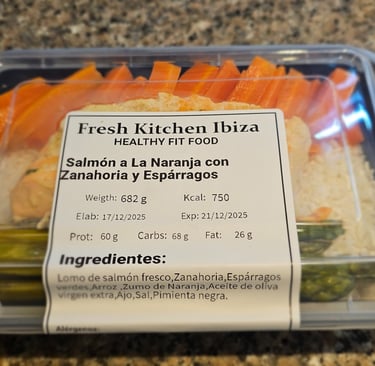 Fresh Kitchen Ibiza
HEALTHY FIT FOOD
Salmón a La Naranja con
Zanahoria y Espárragos
Weigth: 682 g Kcal: 750
Elab: 17/12/2025 Exp: 21/12/2025
Prot: 60 g Carbs: 68 g Fat: 26 g
Ingredientes:
Lomo de salmón fresco,Zanahoria,Espárragos
verdes,Arroz ,Zumo de Naranja,Aceite de oliva
virgen extra,Ajo,Sal,Pimienta negra.
Alérgenos: